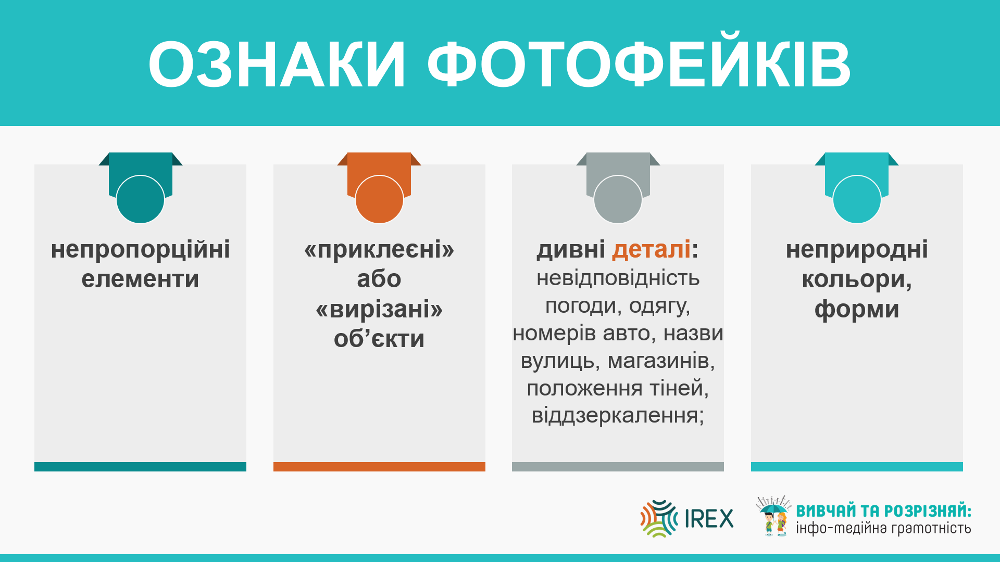 ОЗНАКИ ФОТОФЕЙКІВ
непропорційні
елементи
«приклеєні»
або
«вирізані»
об’єкти
дивні деталі:
невідповідність
погоди, одягу,
номерів авто, назви
вулиць, магазинів,
положення тіней,
віддзеркалення;
неприродні
кольори,
форми
IREX
ВИВЧАЙ ТА РОЗРІЗНЯЙ:
інфо-медійна грамотність